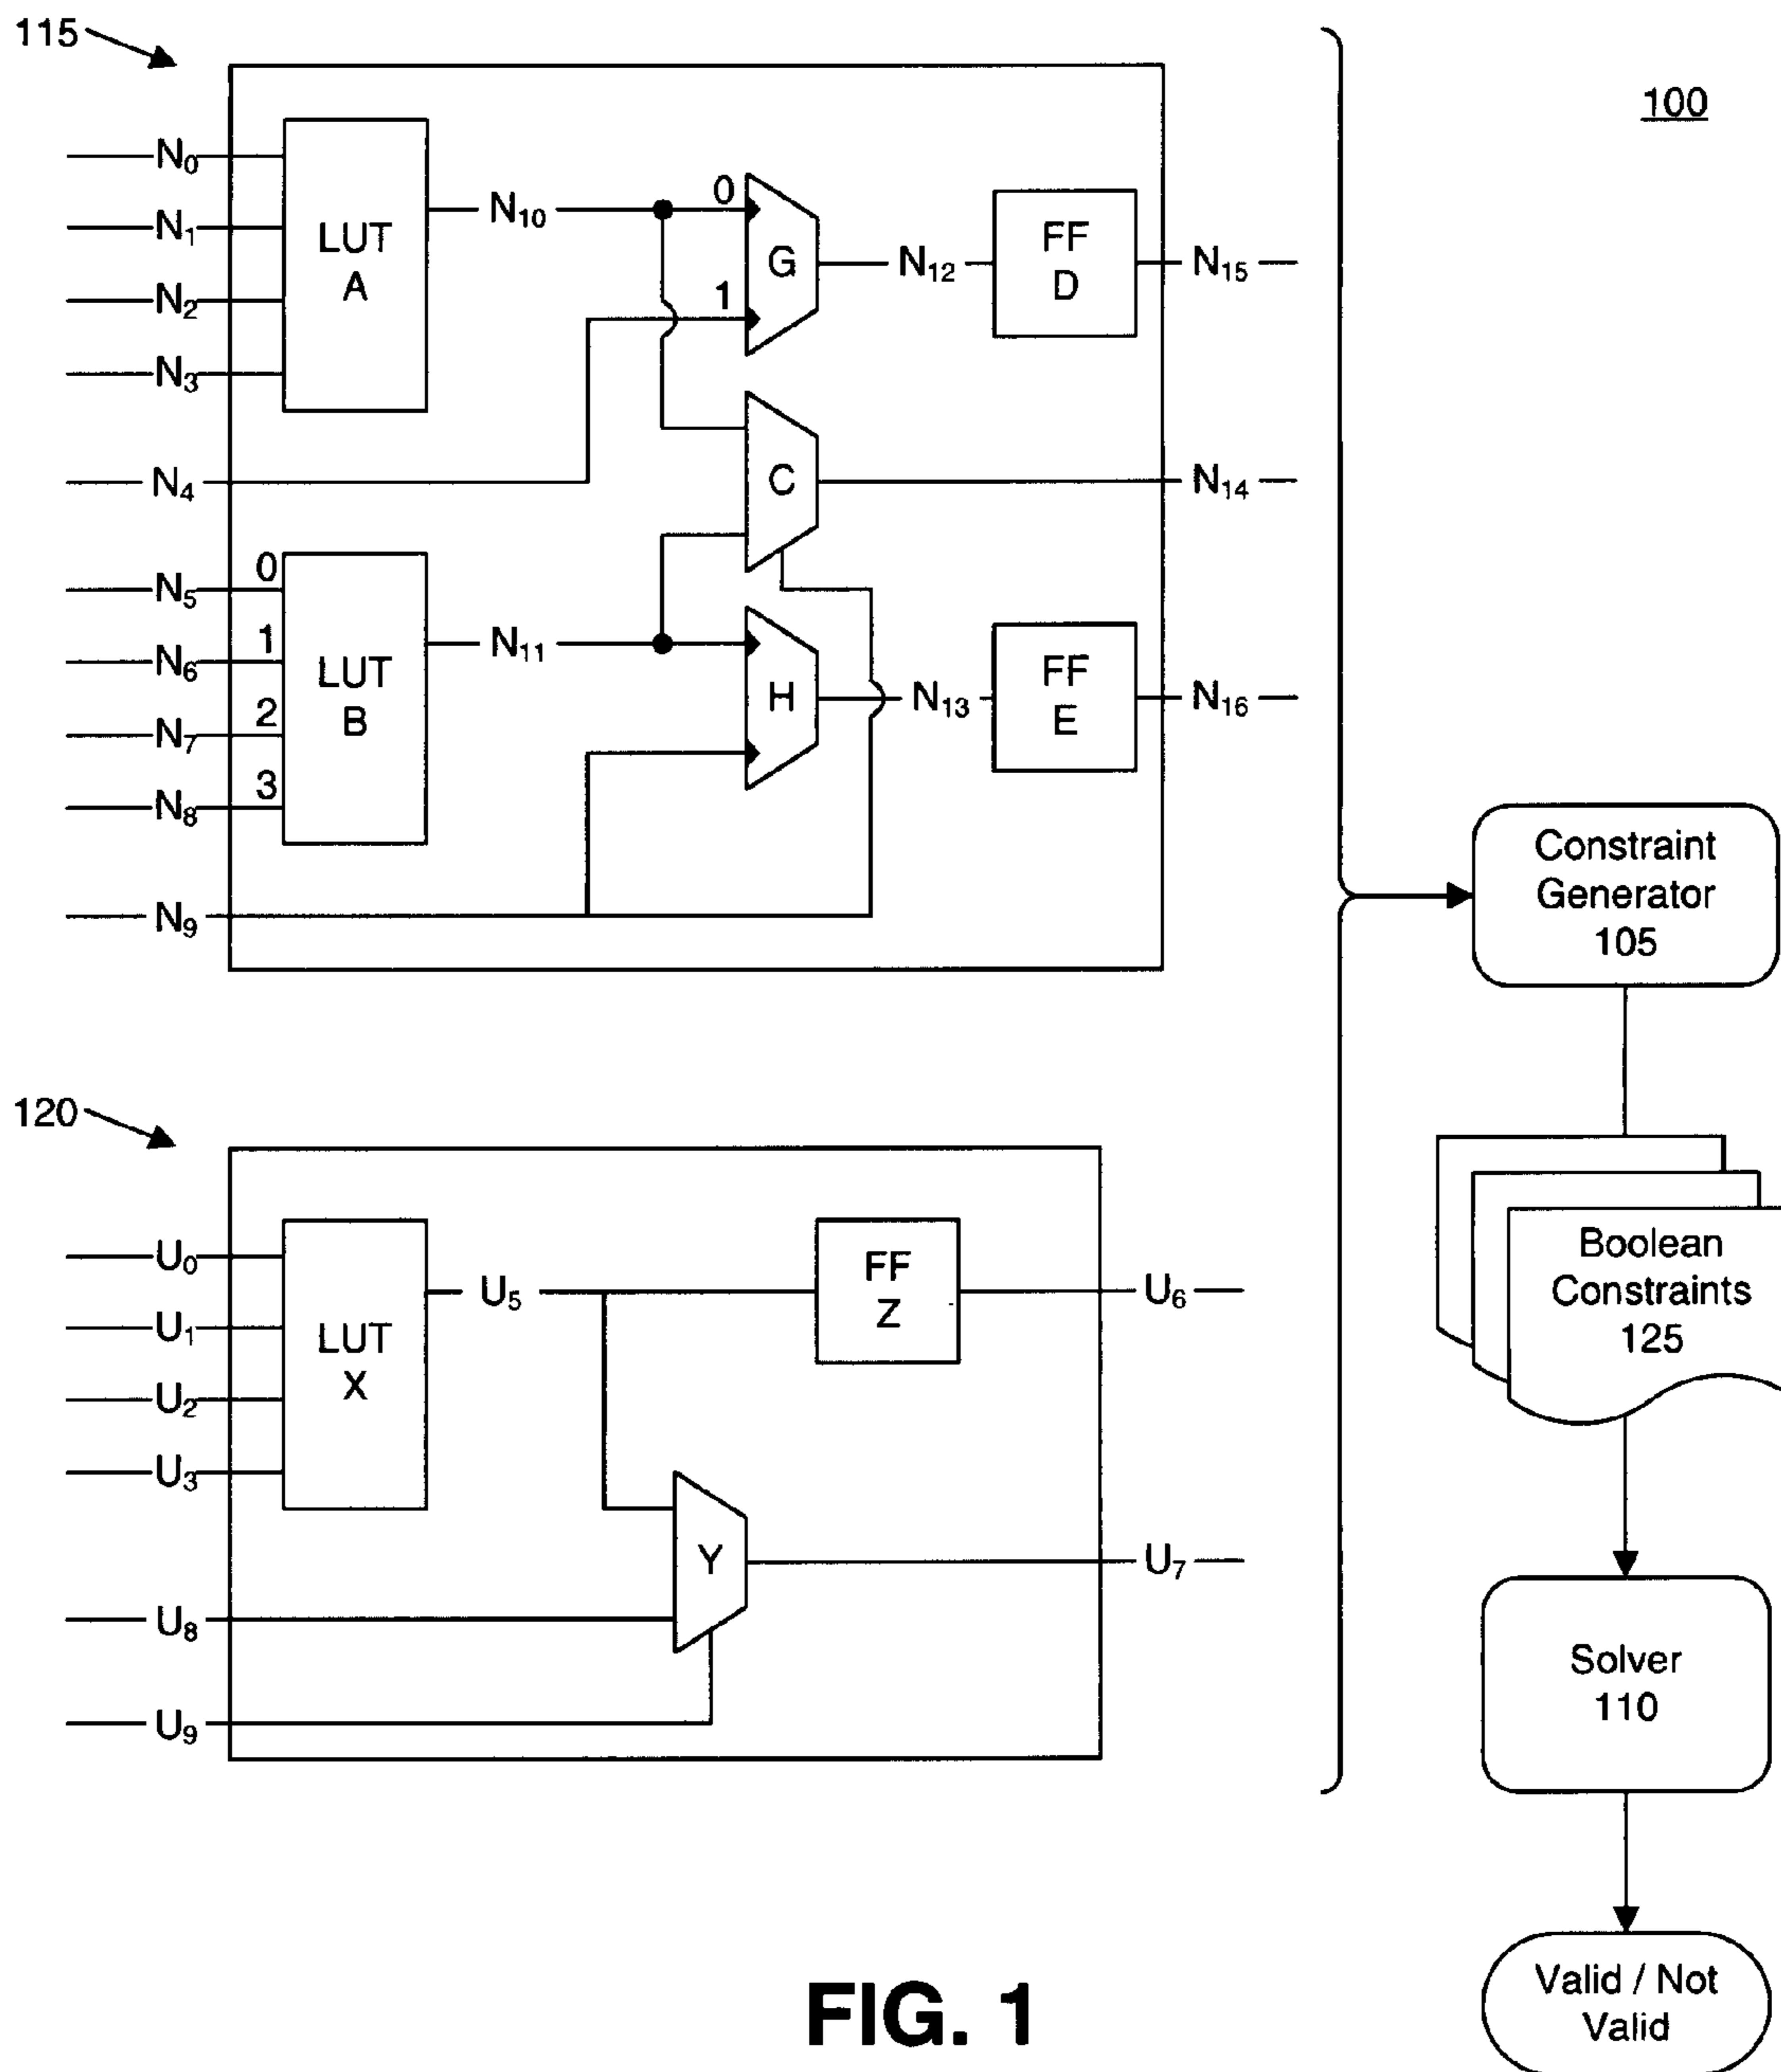 115
100
N0
N1
N2
N3
N4
N5
N6
N7
N8
N9
0
1
2
3
LUT
A
LUT
B
N10
N11
0
1
G
C
H
N12
N13
FF
D
FF
E
N15
N14
N16
Constraint
Generator
105
120
U0
U1
U2
U3
U8
U9
LUT
X
U5
Y
FF
Z
U6
U7
Boolean
Constraints
125
Solver
110
Valid / Not
Valid
FIG. 1